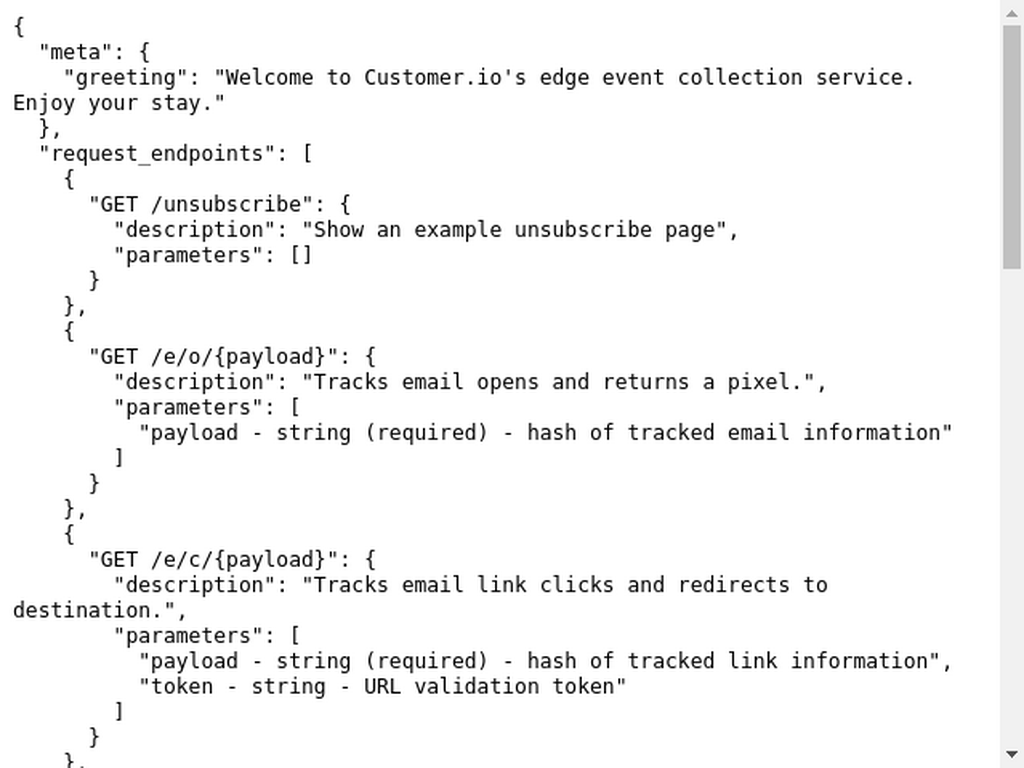 {
  "meta": {
    "greeting": "Welcome to Customer.io's edge event collection service.
Enjoy your stay."
  },
  "request_endpoints": [
    {
      "GET /unsubscribe": {
        "description": "Show an example unsubscribe page",
        "parameters": []
      }
    },
    {
      "GET /e/o/{payload}": {
        "description": "Tracks email opens and returns a pixel.",
        "parameters": [
          "payload - string (required) - hash of tracked email information"
        ]
      }
    },
    {
      "GET /e/c/{payload}": {
        "description": "Tracks email link clicks and redirects to
destination.",
        "parameters": [
          "payload - string (required) - hash of tracked link information",
          "token - string - URL validation token"
        ]
      }
    },